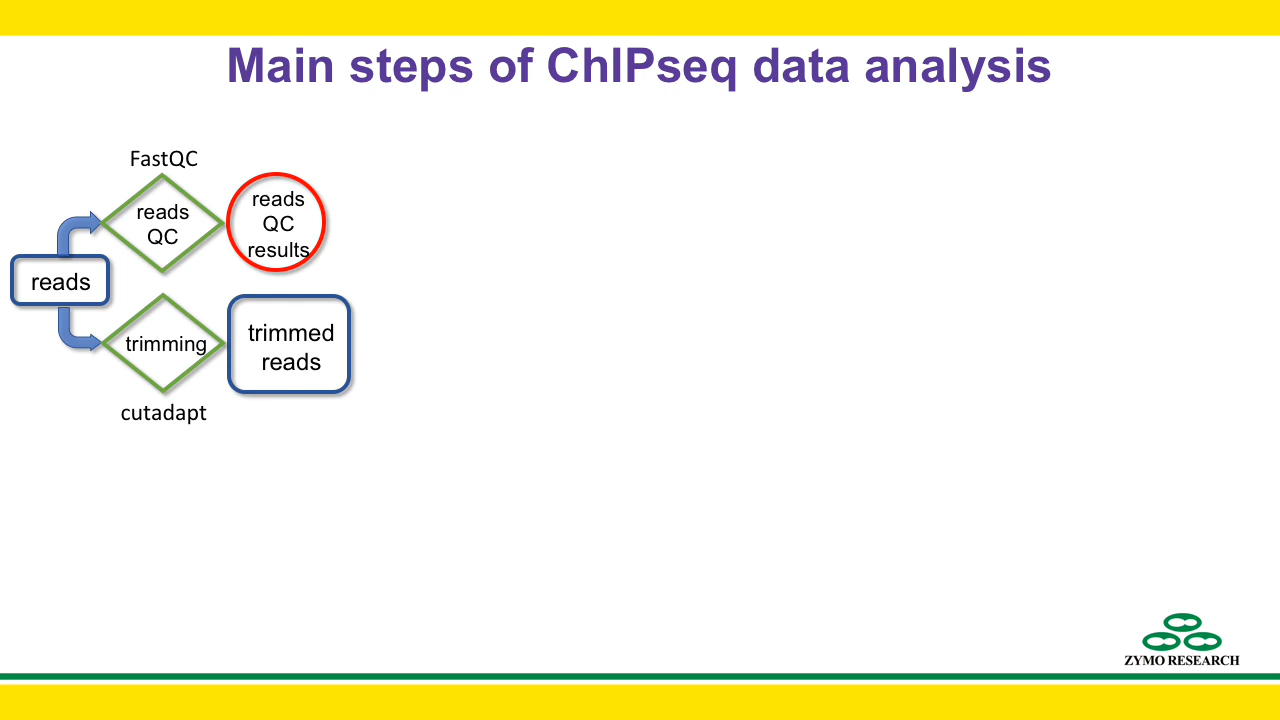 Main steps of ChIPseq data analysis
FastQC
reads
QC
reads
QC
results
reads
trimming
trimmed
reads
cutadapt
ZYMO RESEARCH